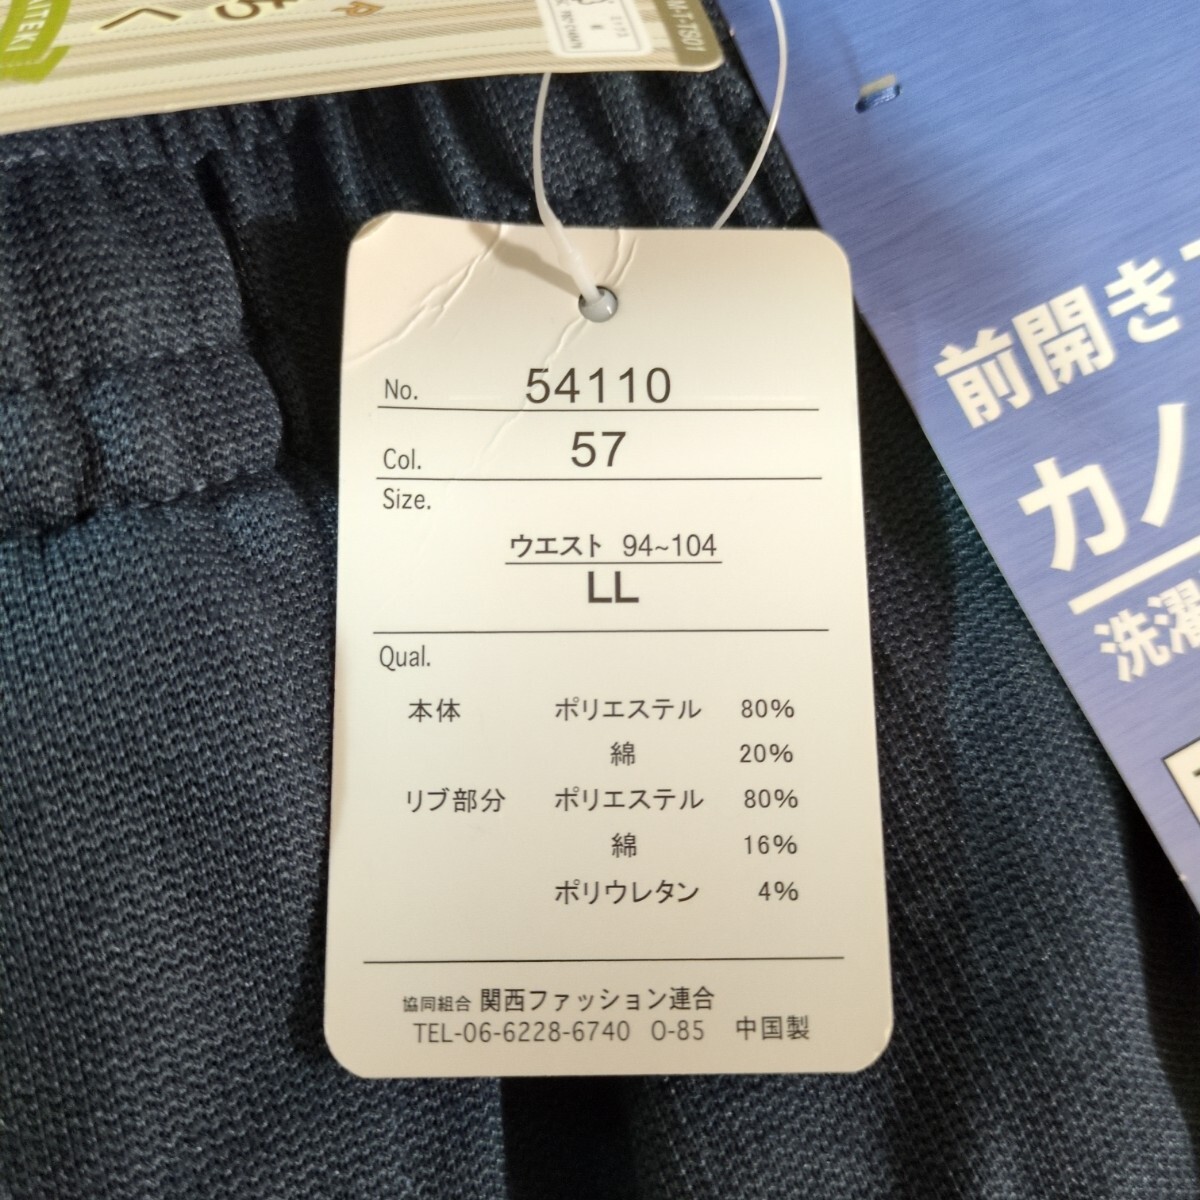 AITEKI
M-T-TS01
前開き
カノ
洗濯
No. 54110
Col. 57
Size.
ウエスト 94~104
LL
Qual.
本体 ポリエステル 80%
綿 20%
リブ部分 ポリエステル 80%
綿 16%
ポリウレタン 4%
協同組合 関西ファッション連合
TEL-06-6228-6740 O-85 中国製